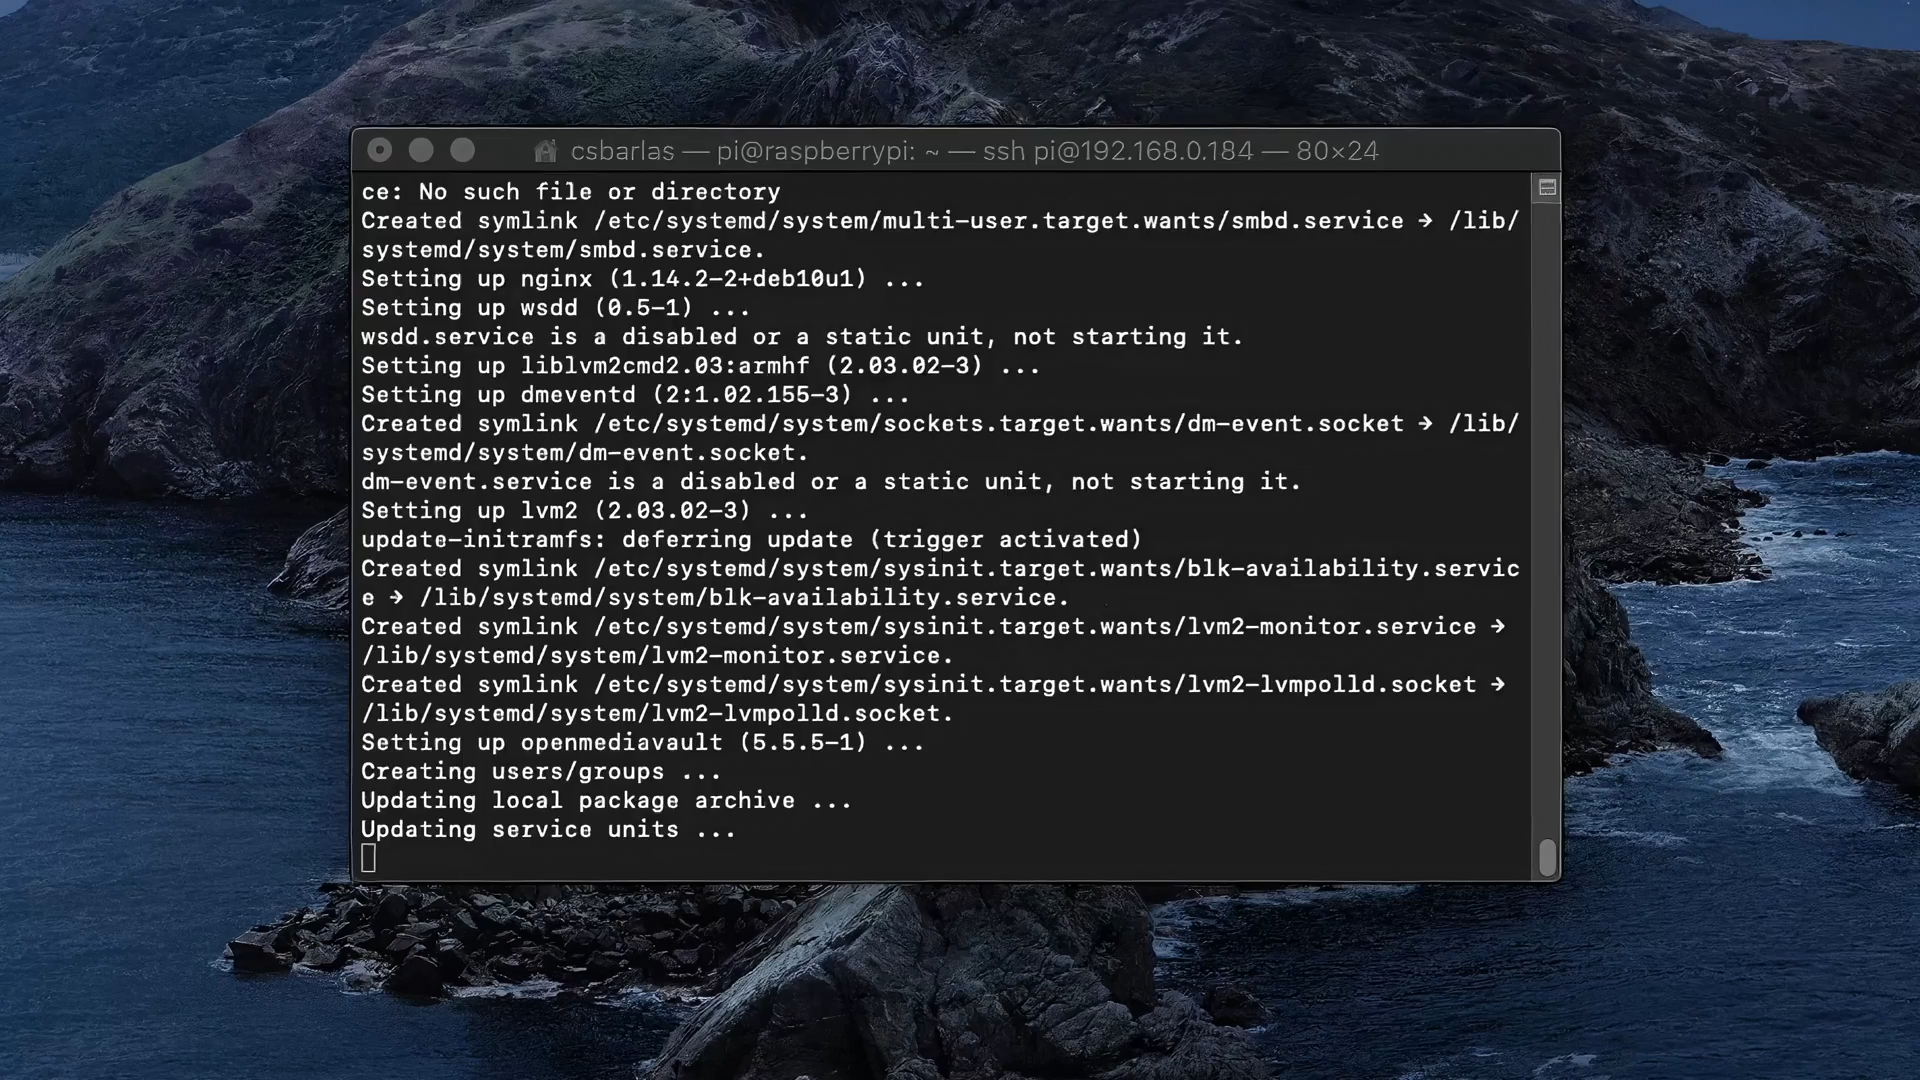 csbarlas — pi@raspberrypi: ~ — ssh pi@192.168.0.184 — 80×24
ce: No such file or directory
Created symlink /etc/systemd/system/multi-user.target.wants/smbd.service → /lib/
systemd/system/smbd.service.
Setting up nginx (1.14.2-2+deb10u1) ...
Setting up wsdd (0.5-1) ...
wsdd.service is a disabled or a static unit, not starting it.
Setting up liblvm2cmd2.03:armhf (2.03.02-3) ...
Setting up dmeventd (2:1.02.155-3) ...
Created symlink /etc/systemd/system/sockets.target.wants/dm-event.socket → /lib/
systemd/system/dm-event.socket.
dm-event.service is a disabled or a static unit, not starting it.
Setting up lvm2 (2.03.02-3) ...
update-initramfs: deferring update (trigger activated)
Created symlink /etc/systemd/system/sysinit.target.wants/blk-availability.servic
e → /lib/systemd/system/blk-availability.service.
Created symlink /etc/systemd/system/sysinit.target.wants/lvm2-monitor.service →
/lib/systemd/system/lvm2-monitor.service.
Created symlink /etc/systemd/system/sysinit.target.wants/lvm2-lvmpolld.socket →
/lib/systemd/system/lvm2-lvmpolld.socket.
Setting up openmediavault (5.5.5-1) ...
Creating users/groups ...
Updating local package archive ...
Updating service units ...